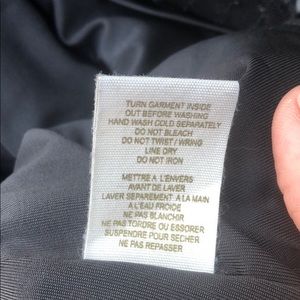 TURN GARMENT INSIDE
OUT BEFORE WASHING
HAND WASH COLD SEPARATELY
DO NOT BLEACH
DO NOT TWIST / WRING
LINE DRY
DO NOT IRON
METTRE A L'ENVERS
AVANT DE LAVER
LAVER SEPAREMENT A LA MAIN
A L'EAU FROIDE
NE PAS BLANCHIR
NE PAS TORDRE OU ESSORER
SUSPENDRE POUR SECHER
NE PAS REPASSER